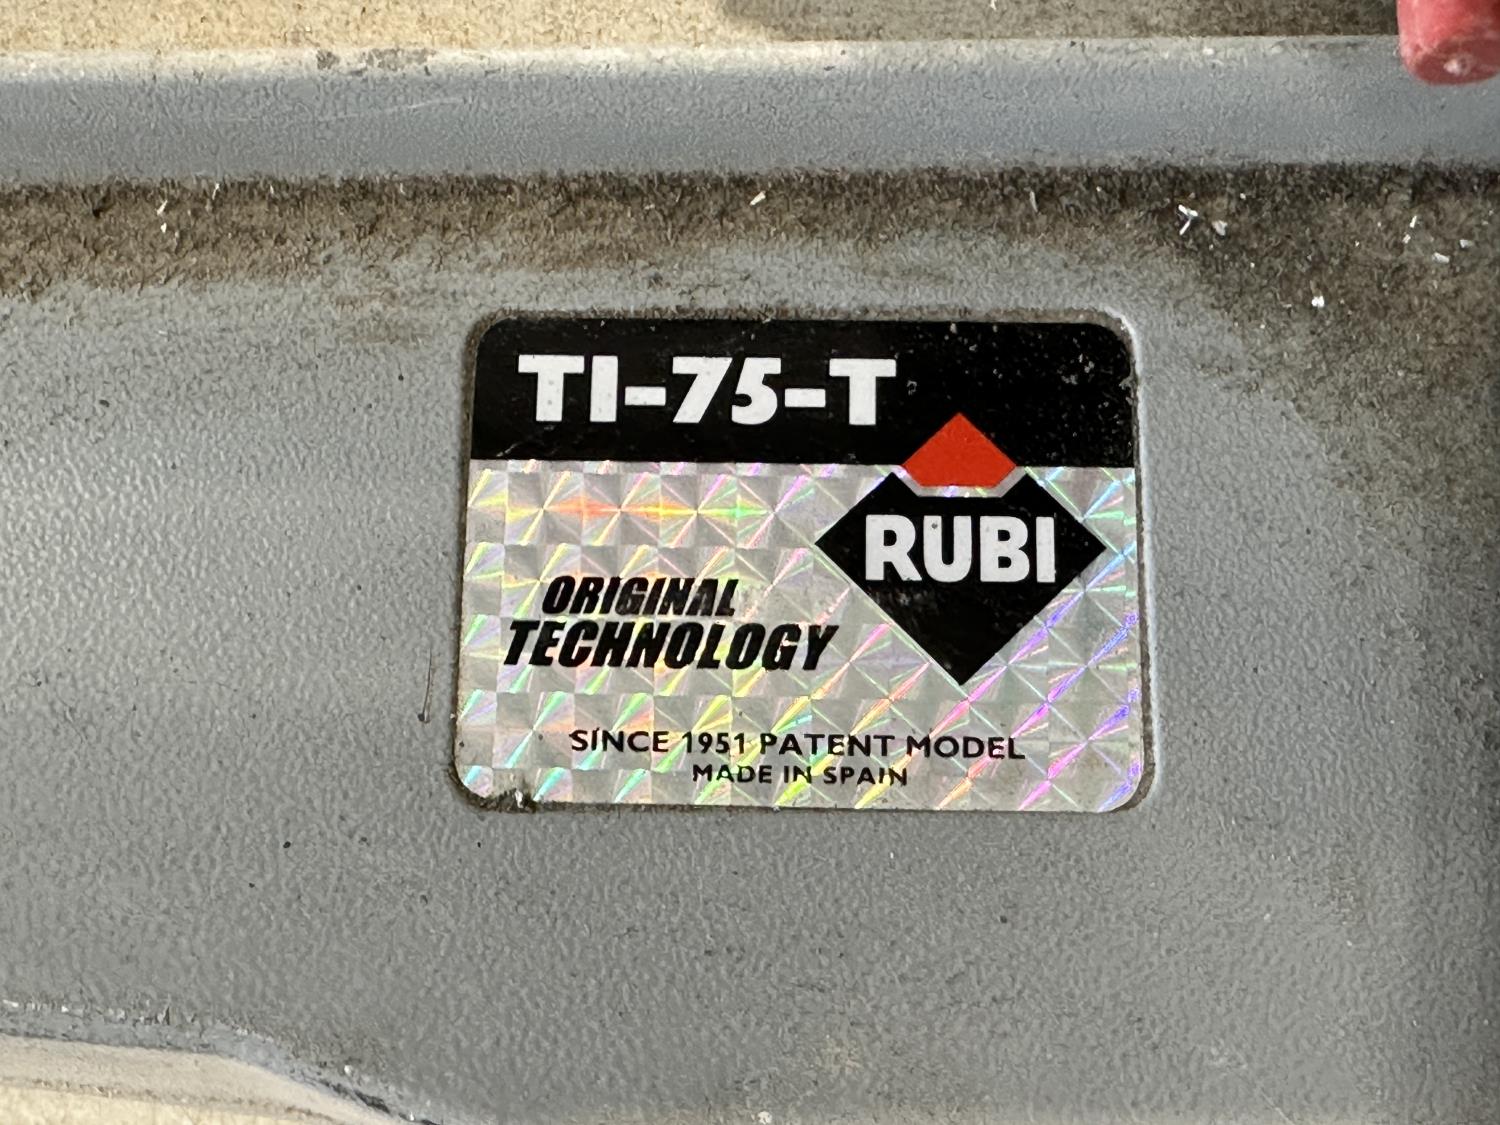 TI-75-T
RUBI
ORIGINAL
TECHNOLOGY
SINCE 1951 PATENT MODEL
MADE IN SPAIN